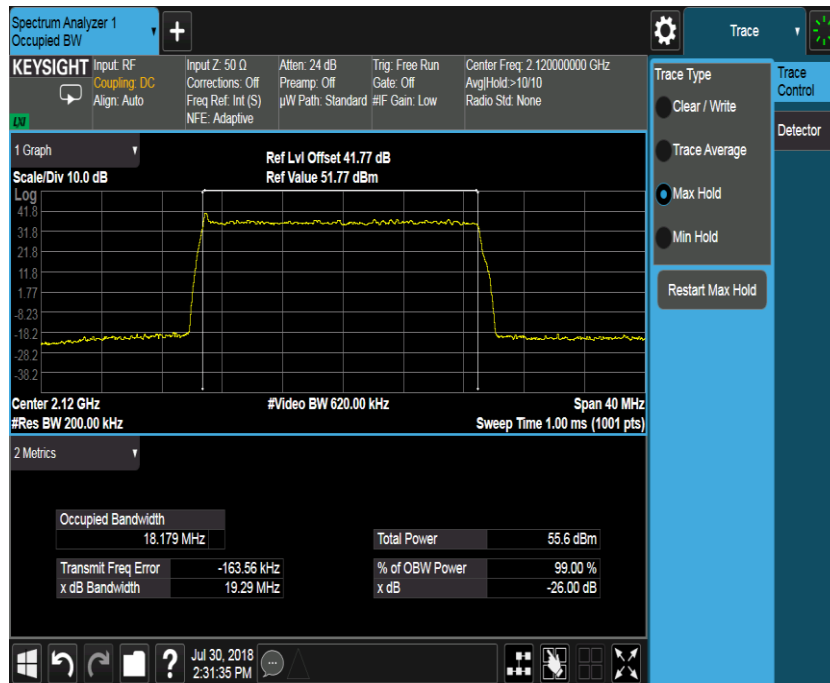 Spectrum Analyzer 1
Occupied BW
+
Trace
KEYSIGHT
Input: RF
Coupling: DC
Align: Auto
Input Z: 50 Ω
Corrections: Off
Freq Ref: Int (S)
NFE: Adaptive
Atten: 24 dB
Preamp: Off
µW Path: Standard
Trig: Free Run
Gate: Off
#IF Gain: Low
Center Freq: 2.120000000 GHz
Avg|Hold:>10/10
Radio Std: None
LXI
Trace Type
Clear / Write
Trace Average
Max Hold
Min Hold
Restart Max Hold
Trace
Control
Detector
1 Graph
Scale/Div 10.0 dB
Ref Lvl Offset 41.77 dB
Ref Value 51.77 dBm
Log
41.8
31.8
21.8
11.8
1.77
-8.23
-18.2
-28.2
-38.2
Center 2.12 GHz
#Video BW 620.00 kHz
Span 40 MHz
#Res BW 200.00 kHz
Sweep Time 1.00 ms (1001 pts)
2 Metrics
Occupied Bandwidth
18.179 MHz
Total Power 55.6 dBm
Transmit Freq Error -163.56 kHz
% of OBW Power 99.00 %
x dB Bandwidth 19.29 MHz
x dB -26.00 dB
?
Jul 30, 2018
2:31:35 PM